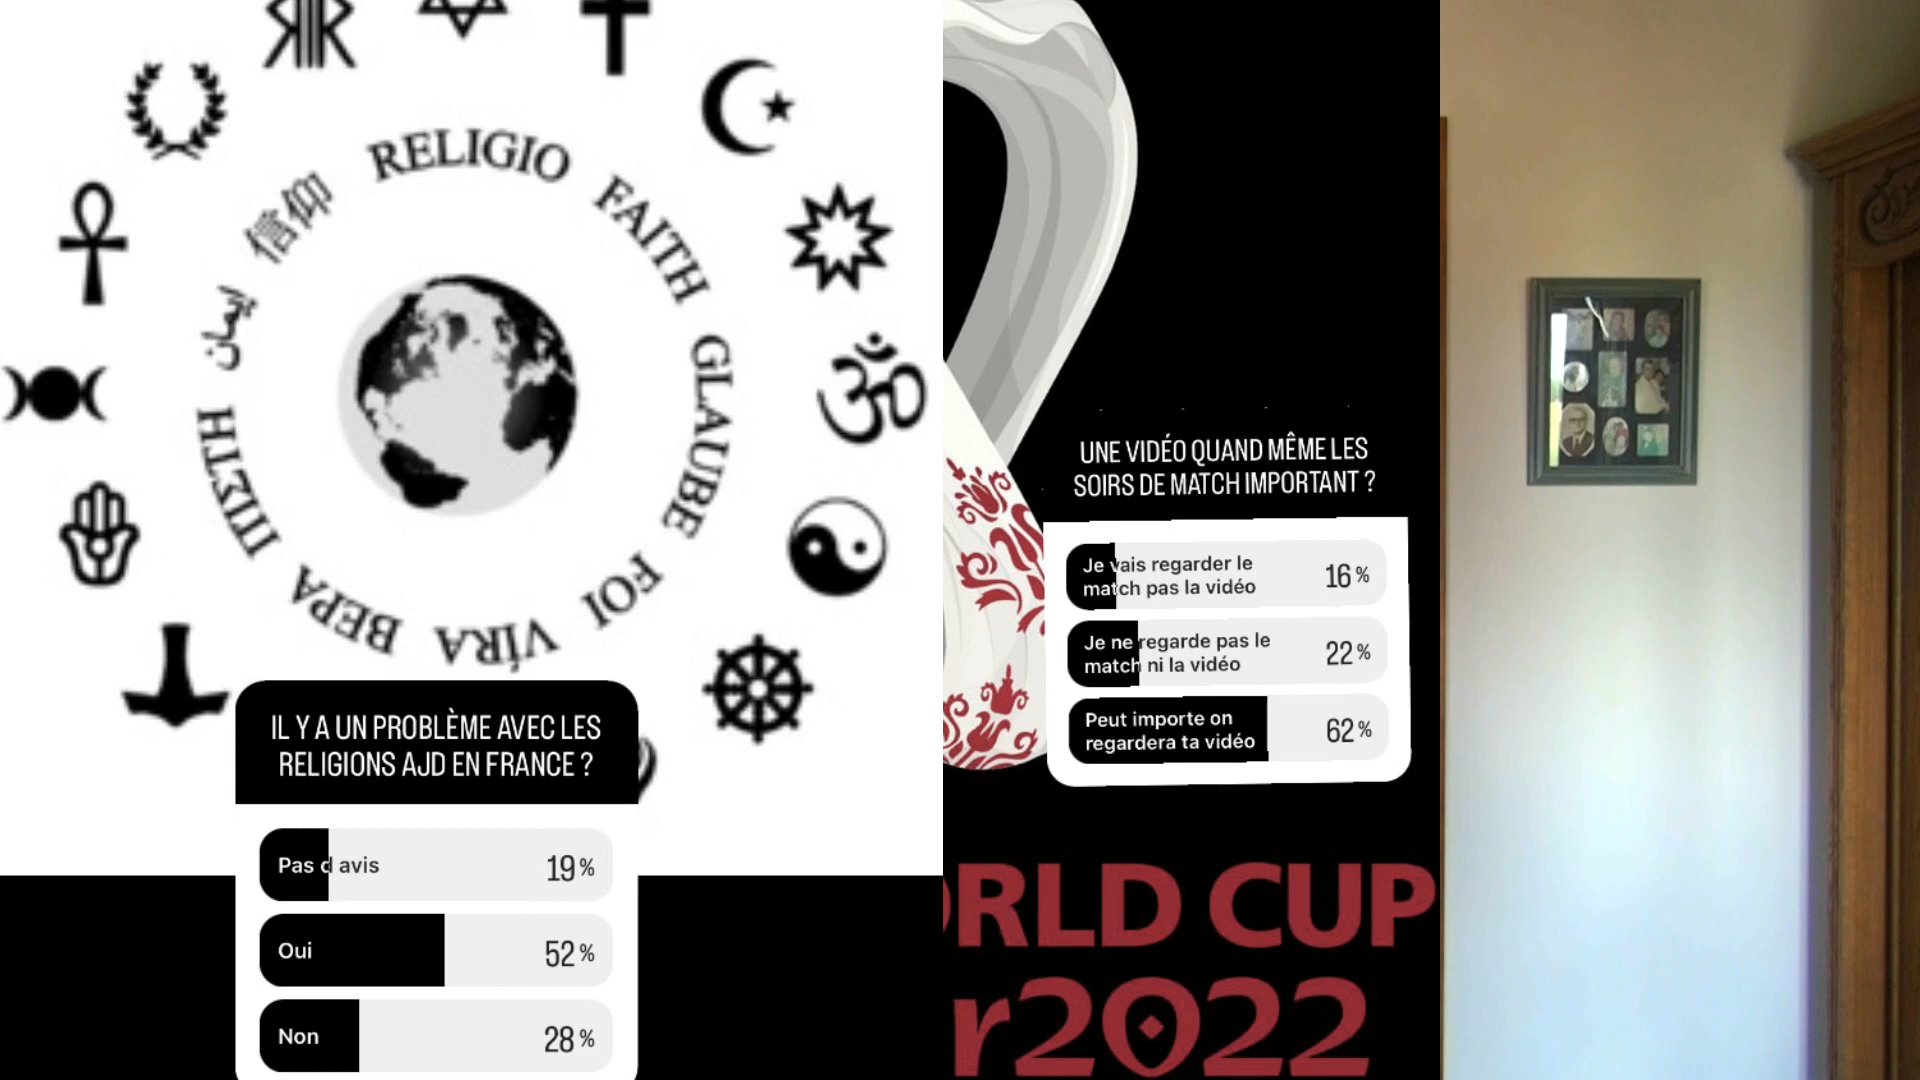 RELIGIO
FAITH
GLAUBE
FOI
VÍRA
ВЕРА
ПІΣΤΗ
ایمان
信仰
IL Y A UN PROBLÈME AVEC LES
RELIGIONS AJD EN FRANCE ?
Pas d avis 19%
Oui 52%
Non 28%
UNE VIDÉO QUAND MÊME LES
SOIRS DE MATCH IMPORTANT ?
Je vais regarder le
match pas la vidéo 16%
Je ne regarde pas le
match ni la vidéo 22%
Peut importe on
regardera ta vidéo 62%
ORLD CUP
r2022